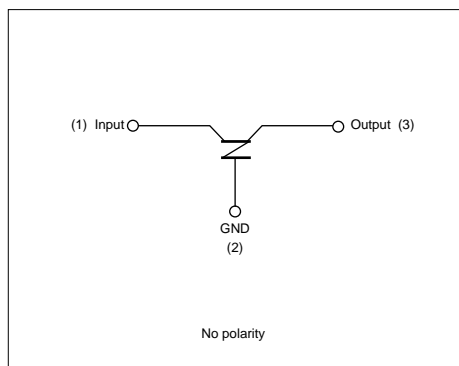 (1) Input
Output (3)
GND
(2)
No polarity